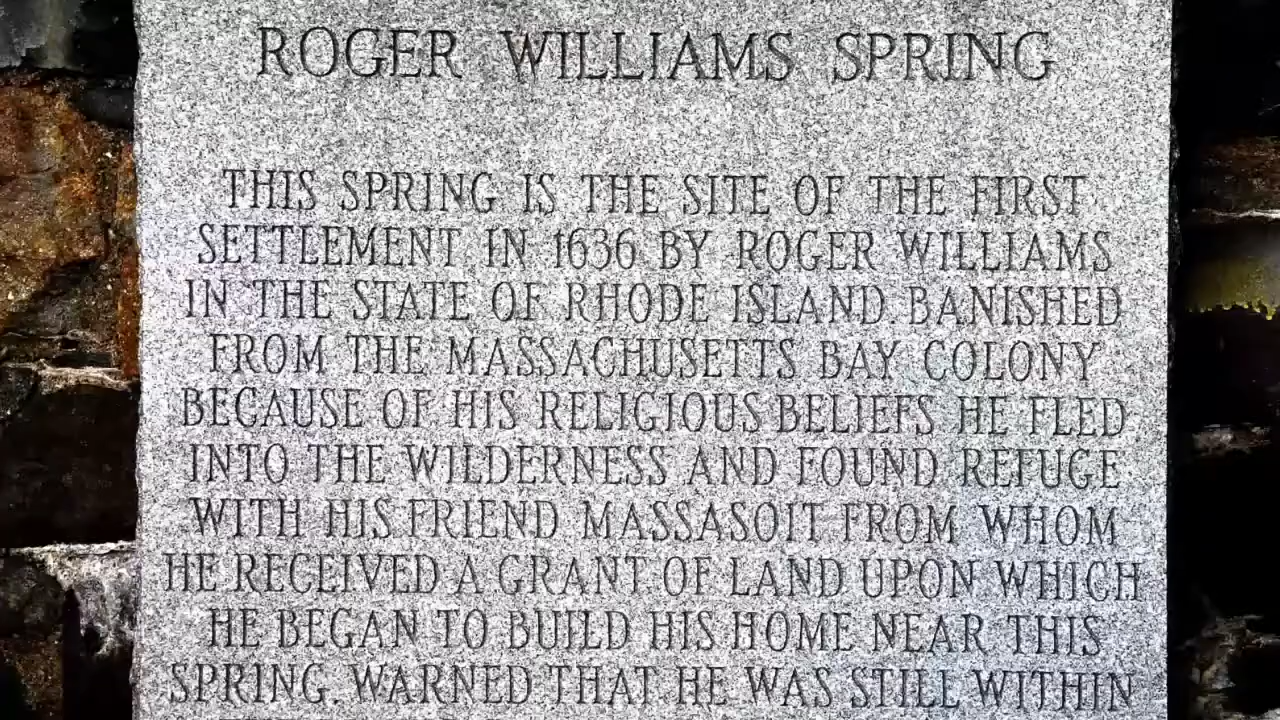 ROGER WILLIAMS SPRING
THIS SPRING IS THE SITE OF THE FIRST
SETTLEMENT IN 1636 BY ROGER WILLIAMS
IN THE STATE OF RHODE ISLAND. BANISHED
FROM THE MASSACHUSETTS BAY COLONY
BECAUSE OF HIS RELIGIOUS BELIEFS HE FLED
INTO THE WILDERNESS AND FOUND REFUGE
WITH HIS FRIEND MASSASOIT FROM WHOM
HE RECEIVED A GRANT OF LAND UPON WHICH
HE BEGAN TO BUILD HIS HOME NEAR THIS
SPRING. WARNED THAT HE WAS STILL WITHIN